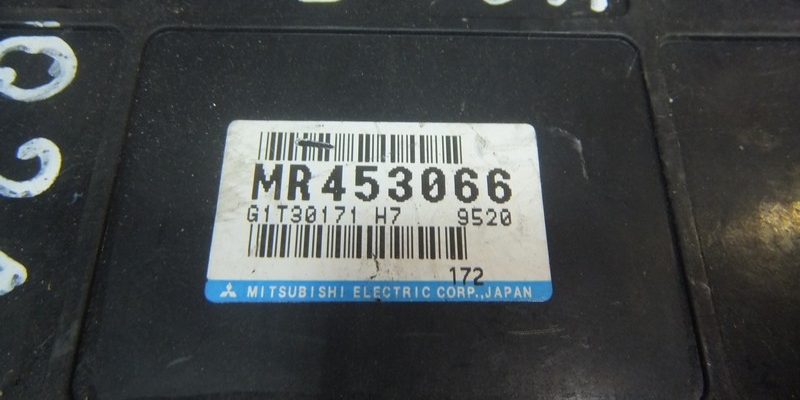 MR453066
G1T30171 H7 9520
172
MITSUBISHI ELECTRIC CORP.,JAPAN